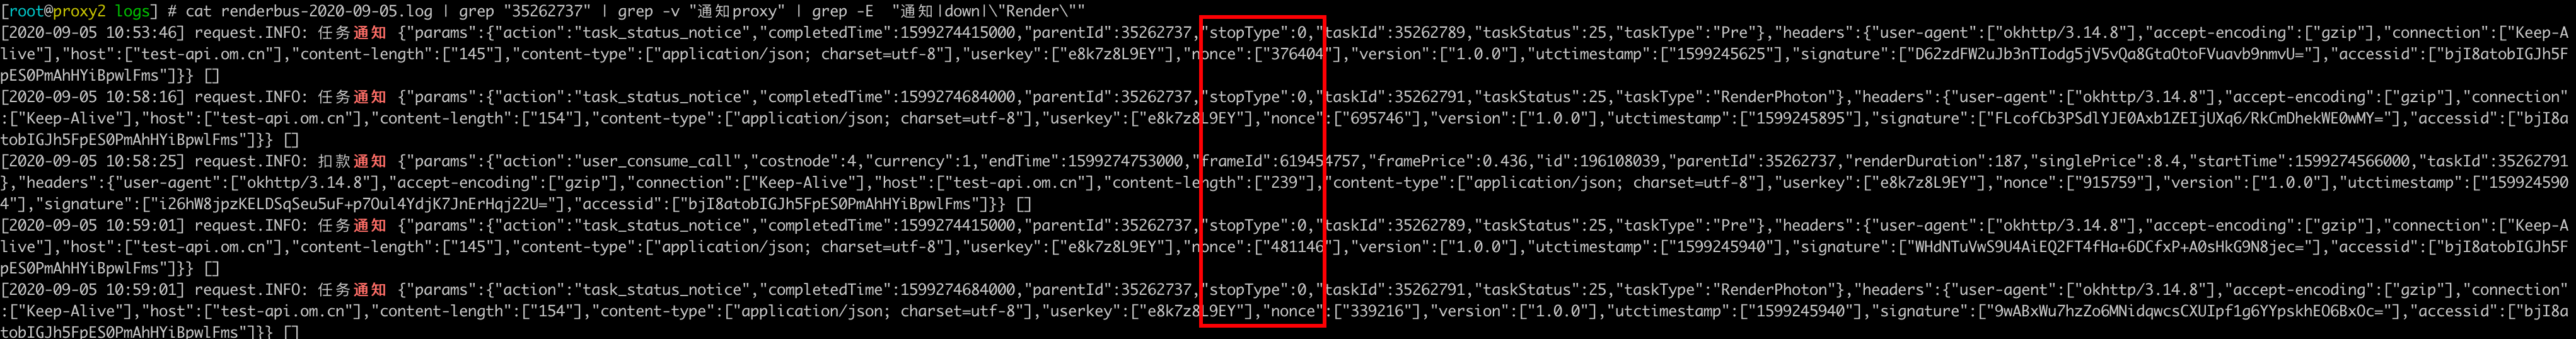 [root@proxy2 logs] # cat renderbus-2020-09-05.log | grep "35262737" | grep -v "通知proxy" | grep -E  "通知|down|\"Render\""
[2020-09-05 10:53:46] request.INFO: 任务通知 {"params":{"action":"task_status_notice","completedTime":1599274415000,"parentId":35262737,"stopType":0,"taskId":35262789,"taskStatus":25,"taskType":"Pre"},"headers":{"user-agent":["okhttp/3.14.8"],"accept-encoding":["gzip"],"connection":["Keep-A
live"],"host":["test-api.om.cn"],"content-length":["145"],"content-type":["application/json; charset=utf-8"],"userkey":["e8k7z8L9EY"],"nonce":["376404"],"version":["1.0.0"],"utctimestamp":["1599245625"],"signature":["D62zdFW2uJb3nTIodg5jV5vQa8GtaOtoFVuavb9nmvU="],"accessid":["bjI8atobIGJh5F
pES0PmAhHYiBpwlFms"]}} []
[2020-09-05 10:58:16] request.INFO: 任务通知 {"params":{"action":"task_status_notice","completedTime":1599274684000,"parentId":35262737,"stopType":0,"taskId":35262791,"taskStatus":25,"taskType":"RenderPhoton"},"headers":{"user-agent":["okhttp/3.14.8"],"accept-encoding":["gzip"],"connection"
:["Keep-Alive"],"host":["test-api.om.cn"],"content-length":["154"],"content-type":["application/json; charset=utf-8"],"userkey":["e8k7z8L9EY"],"nonce":["695746"],"version":["1.0.0"],"utctimestamp":["1599245895"],"signature":["FLcofCb3PSdlYJE0Axb1ZEIjUXq6/RkCmDhekWE0wMY="],"accessid":["bjI8a
tobIGJh5FpES0PmAhHYiBpwlFms"]}} []
[2020-09-05 10:58:25] request.INFO: 扣款通知 {"params":{"action":"user_consume_call","costnode":4,"currency":1,"endTime":1599274753000,"frameId":619454757,"framePrice":0.436,"id":196108039,"parentId":35262737,"renderDuration":187,"singlePrice":8.4,"startTime":1599274566000,"taskId":35262791
},"headers":{"user-agent":["okhttp/3.14.8"],"accept-encoding":["gzip"],"connection":["Keep-Alive"],"host":["test-api.om.cn"],"content-length":["239"],"content-type":["application/json; charset=utf-8"],"userkey":["e8k7z8L9EY"],"nonce":["915759"],"version":["1.0.0"],"utctimestamp":["159924590
4"],"signature":["i26hW8jpzKELDSqSeu5uF+p7Oul4YdjK7JnErHqj22U="],"accessid":["bjI8atobIGJh5FpES0PmAhHYiBpwlFms"]}} []
[2020-09-05 10:59:01] request.INFO: 任务通知 {"params":{"action":"task_status_notice","completedTime":1599274415000,"parentId":35262737,"stopType":0,"taskId":35262789,"taskStatus":25,"taskType":"Pre"},"headers":{"user-agent":["okhttp/3.14.8"],"accept-encoding":["gzip"],"connection":["Keep-A
live"],"host":["test-api.om.cn"],"content-length":["145"],"content-type":["application/json; charset=utf-8"],"userkey":["e8k7z8L9EY"],"nonce":["481146"],"version":["1.0.0"],"utctimestamp":["1599245940"],"signature":["WHdNTuVwS9U4AiEQ2FT4fHa+6DCfxP+A0sHkG9N8jec="],"accessid":["bjI8atobIGJh5F
pES0PmAhHYiBpwlFms"]}} []
[2020-09-05 10:59:01] request.INFO: 任务通知 {"params":{"action":"task_status_notice","completedTime":1599274684000,"parentId":35262737,"stopType":0,"taskId":35262791,"taskStatus":25,"taskType":"RenderPhoton"},"headers":{"user-agent":["okhttp/3.14.8"],"accept-encoding":["gzip"],"connection"
:["Keep-Alive"],"host":["test-api.om.cn"],"content-length":["154"],"content-type":["application/json; charset=utf-8"],"userkey":["e8k7z8L9EY"],"nonce":["339216"],"version":["1.0.0"],"utctimestamp":["1599245940"],"signature":["9wABxWu7hzZo6MNidqwcsCXUIpf1g6YYpskhEO6BxOc="],"accessid":["bjI8a
tobIGJh5FpES0PmAhHYiBpwlFms"]}} []